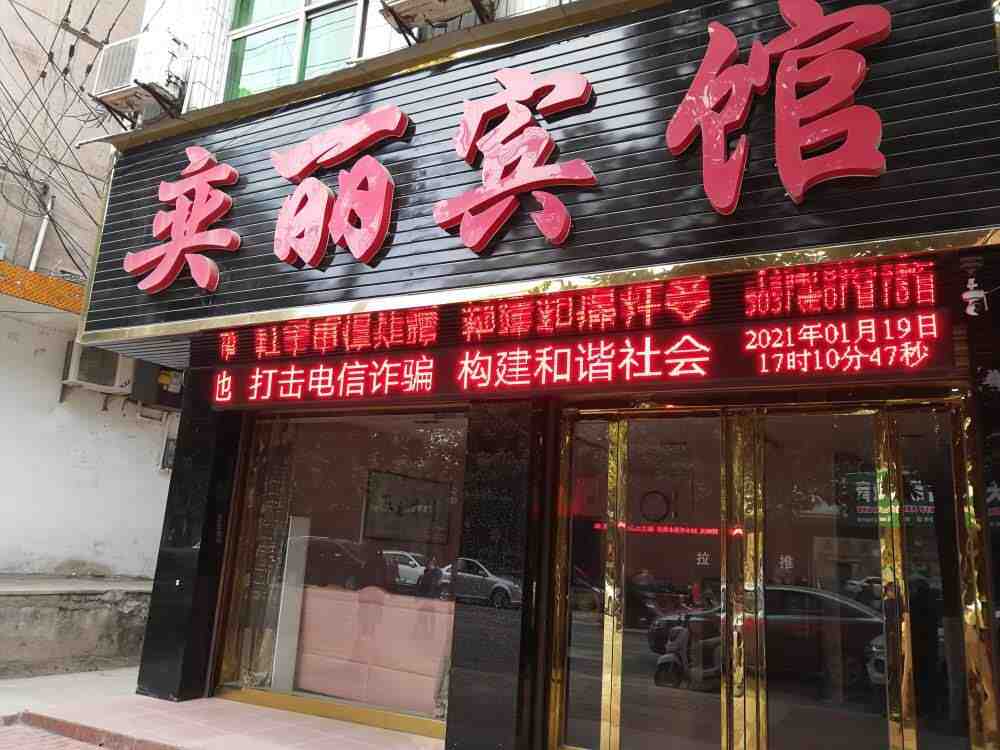 奕丽宾馆
也 打击电信诈骗 构建和谐社会
2021年01月19日
17时10分47秒
拉 推